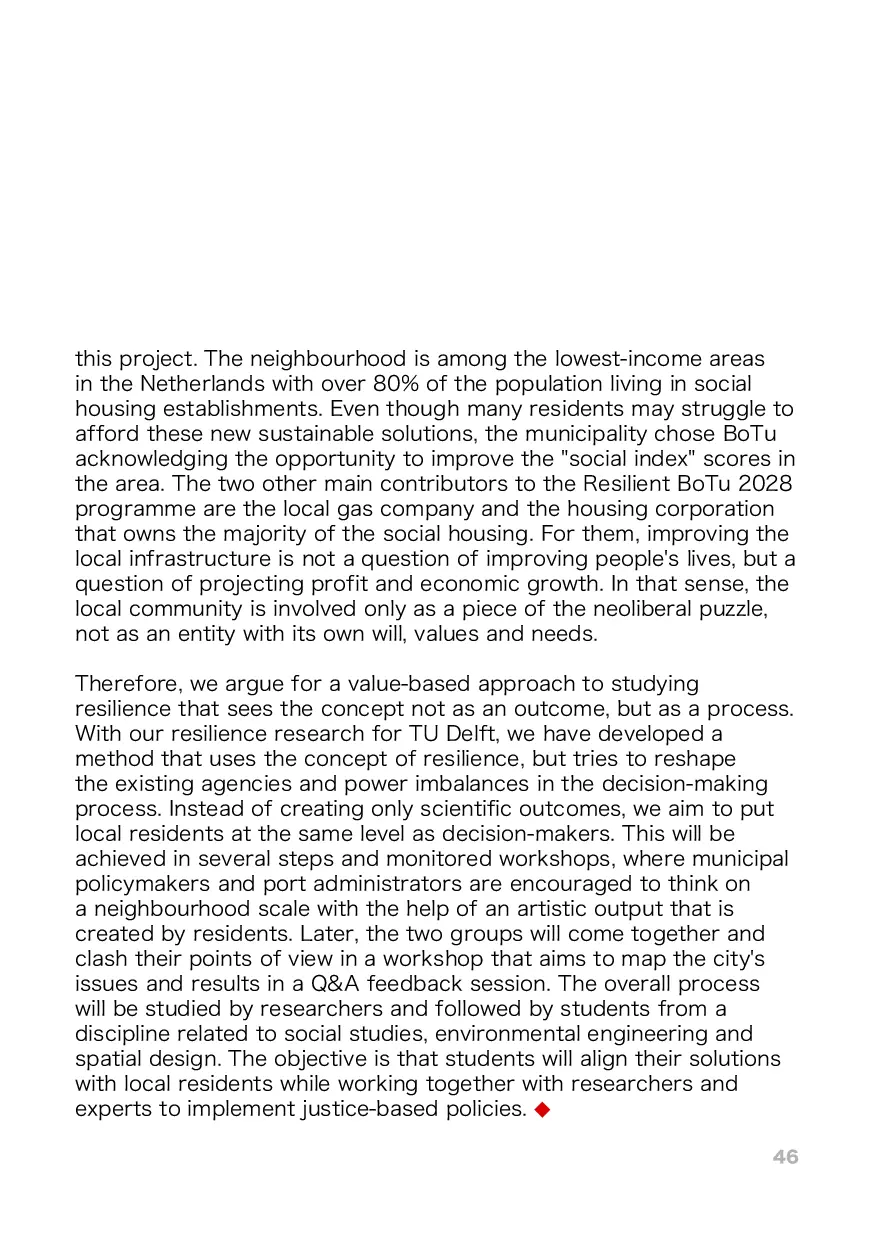 this project. The neighbourhood is among the lowest-income areas
in the Netherlands with over 80% of the population living in social
housing establishments. Even though many residents may struggle to
afford these new sustainable solutions, the municipality chose BoTu
acknowledging the opportunity to improve the "social index" scores in
the area. The two other main contributors to the Resilient BoTu 2028
programme are the local gas company and the housing corporation
that owns the majority of the social housing. For them, improving the
local infrastructure is not a question of improving people's lives, but a
question of projecting profit and economic growth. In that sense, the
local community is involved only as a piece of the neoliberal puzzle,
not as an entity with its own will, values and needs.
Therefore, we argue for a value-based approach to studying
resilience that sees the concept not as an outcome, but as a process.
With our resilience research for TU Delft, we have developed a
method that uses the concept of resilience, but tries to reshape
the existing agencies and power imbalances in the decision-making
process. Instead of creating only scientific outcomes, we aim to put
local residents at the same level as decision-makers. This will be
achieved in several steps and monitored workshops, where municipal
policymakers and port administrators are encouraged to think on
a neighbourhood scale with the help of an artistic output that is
created by residents. Later, the two groups will come together and
clash their points of view in a workshop that aims to map the city's
issues and results in a Q&A feedback session. The overall process
will be studied by researchers and followed by students from a
discipline related to social studies, environmental engineering and
spatial design. The objective is that students will align their solutions
with local residents while working together with researchers and
experts to implement justice-based policies. ◆
46